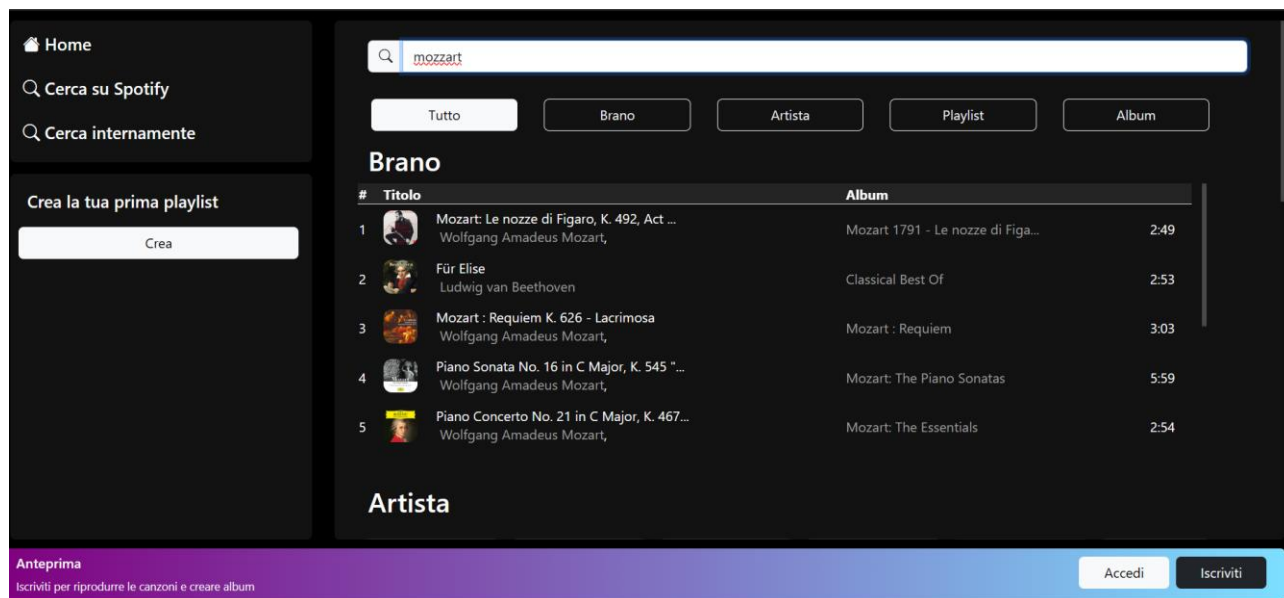 Home
Cerca su Spotify
Cerca internamente
Crea la tua prima playlist
Crea
mozzart
Tutto Brano Artista Playlist Album
Brano
# Titolo Album
1 Mozart: Le nozze di Figaro, K. 492, Act ... Mozart 1791 - Le nozze di Figa... 2:49
Wolfgang Amadeus Mozart,
2 Für Elise Classical Best Of 2:53
Ludwig van Beethoven
3 Mozart : Requiem K. 626 - Lacrimosa Mozart : Requiem 3:03
Wolfgang Amadeus Mozart,
4 Piano Sonata No. 16 in C Major, K. 545 "... Mozart: The Piano Sonatas 5:59
Wolfgang Amadeus Mozart,
5 Piano Concerto No. 21 in C Major, K. 467... Mozart: The Essentials 2:54
Wolfgang Amadeus Mozart,
Artista
Anteprima
Iscriviti per riprodurre le canzoni e creare album
Accedi Iscriviti